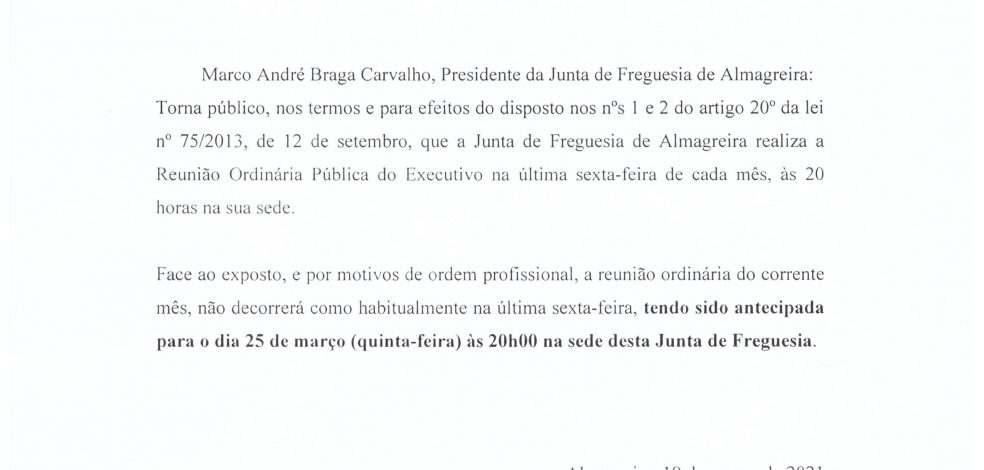 Marco André Braga Carvalho, Presidente da Junta de Freguesia de Almagreira:
Torna público, nos termos e para efeitos do disposto nos nºs 1 e 2 do artigo 20º da lei
nº 75/2013, de 12 de setembro, que a Junta de Freguesia de Almagreira realiza a
Reunião Ordinária Pública do Executivo na última sexta-feira de cada mês, às 20
horas na sua sede.
Face ao exposto, e por motivos de ordem profissional, a reunião ordinária do corrente
mês, não decorrerá como habitualmente na última sexta-feira, tendo sido antecipada
para o dia 25 de março (quinta-feira) às 20h00 na sede desta Junta de Freguesia.